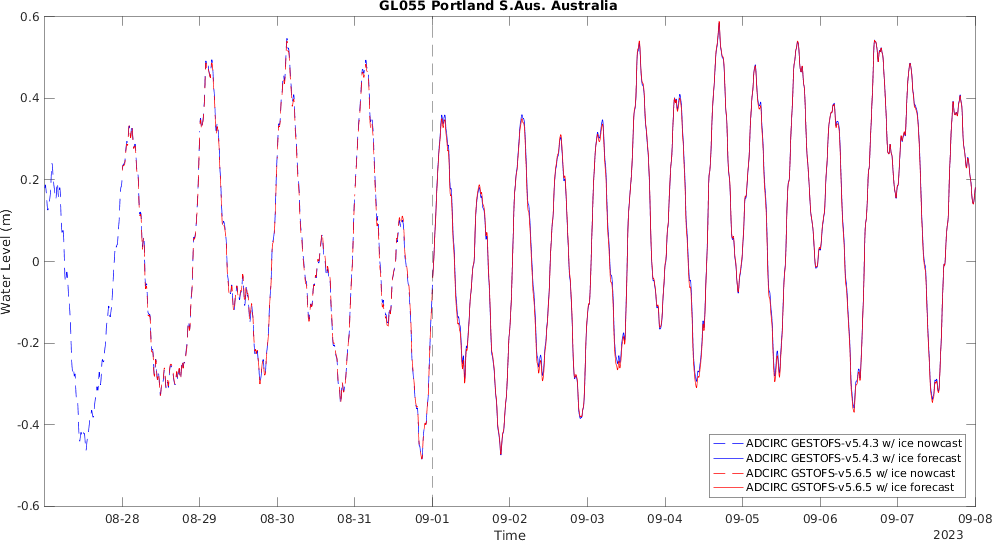 GL055 Portland S.Aus. Australia
0.6
0.4
0.2
0
-0.2
-0.4
-0.6
Water Level (m)
ADCIRC GESTOFS-v5.4.3 w/ ice nowcast
ADCIRC GESTOFS-v5.4.3 w/ ice forecast
ADCIRC GSTOFS-v5.6.5 w/ ice nowcast
ADCIRC GSTOFS-v5.6.5 w/ ice forecast
08-28 08-29 08-30 08-31 09-01 09-02 09-03 09-04 09-05 09-06 09-07 09-08
Time
2023